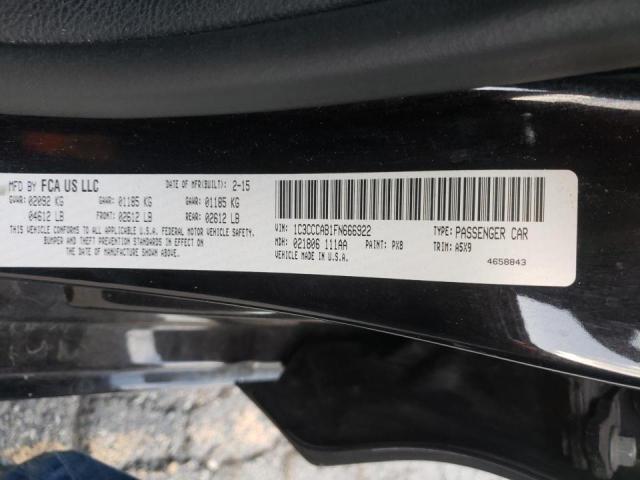 MFD BY FCA US LLC DATE OF MFR(BUILT): 2-15
GVWR: 02092 KG GAWR: 01185 KG GAWR: 01185 KG
04612 LB FRONT: 02612 LB REAR: 02612 LB
THIS VEHICLE CONFORMS TO ALL APPLICABLE U.S.A. FEDERAL MOTOR VEHICLE SAFETY,
BUMPER AND THEFT PREVENTION STANDARDS IN EFFECT ON
THE DATE OF MANUFACTURE SHOWN ABOVE.
VIN: 1C3CCCAB1FN666922 TYPE: PASSENGER CAR
MDH: 021806 111AA PAINT: PX8 TRIM: A5X9
VEHICLE MADE IN U.S.A.
4658843